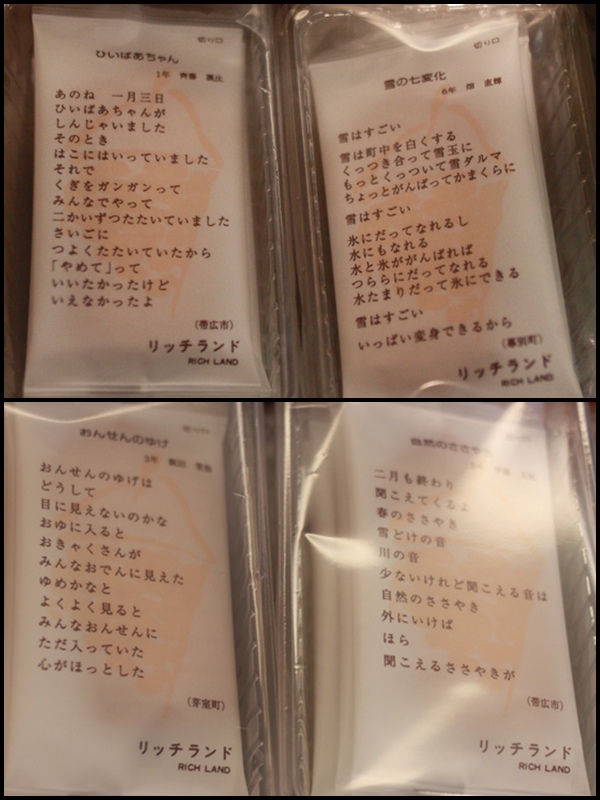 切り口
ひいばあちゃん
1年
あのね 一月三日
ひいばあちゃんが
しんじゃいました
そのとき
はこにはいっていました
それで
くぎをガンガンって
みんなでやって
二かいずつたたいていました
さいごに
つよくたたいていたから
「やめて」って
いいたかったけど
いえなかったよ
(帯広市)
リッチランド
RICH LAND
切り口
雪の七変化
6年 畑 直輝
雪はすごい
雪は町中を白くする
くっつき合って雪玉に
もっとくっついて雪ダルマ
ちょっとがんばってかまくらに
雪はすごい
氷にだってなれるし
水にもなれる
水と氷ががんばれば
つららにだってなれる
水たまりだって氷にできる
雪はすごい
いっぱい変身できるから
(幕別町)
リッチランド
RICH LAND
切り口
おんせんのゆげ
3年
おんせんのゆげは
どうして
目に見えないのかな
おゆに入ると
おきゃくさんが
みんなおでんに見えた
ゆめかなと
よくよく見ると
みんなおんせんに
ただ入っていた
心がほっとした
(芽室町)
リッチランド
RICH LAND
自然のささやき
二月も終わり
聞こえてくるよ
春のささやき
雪どけの音
川の音
少ないけれど聞こえる音は
自然のささやき
外にいけば
ほら
聞こえるささやきが
(帯広市)
リッチランド
RICH LAND